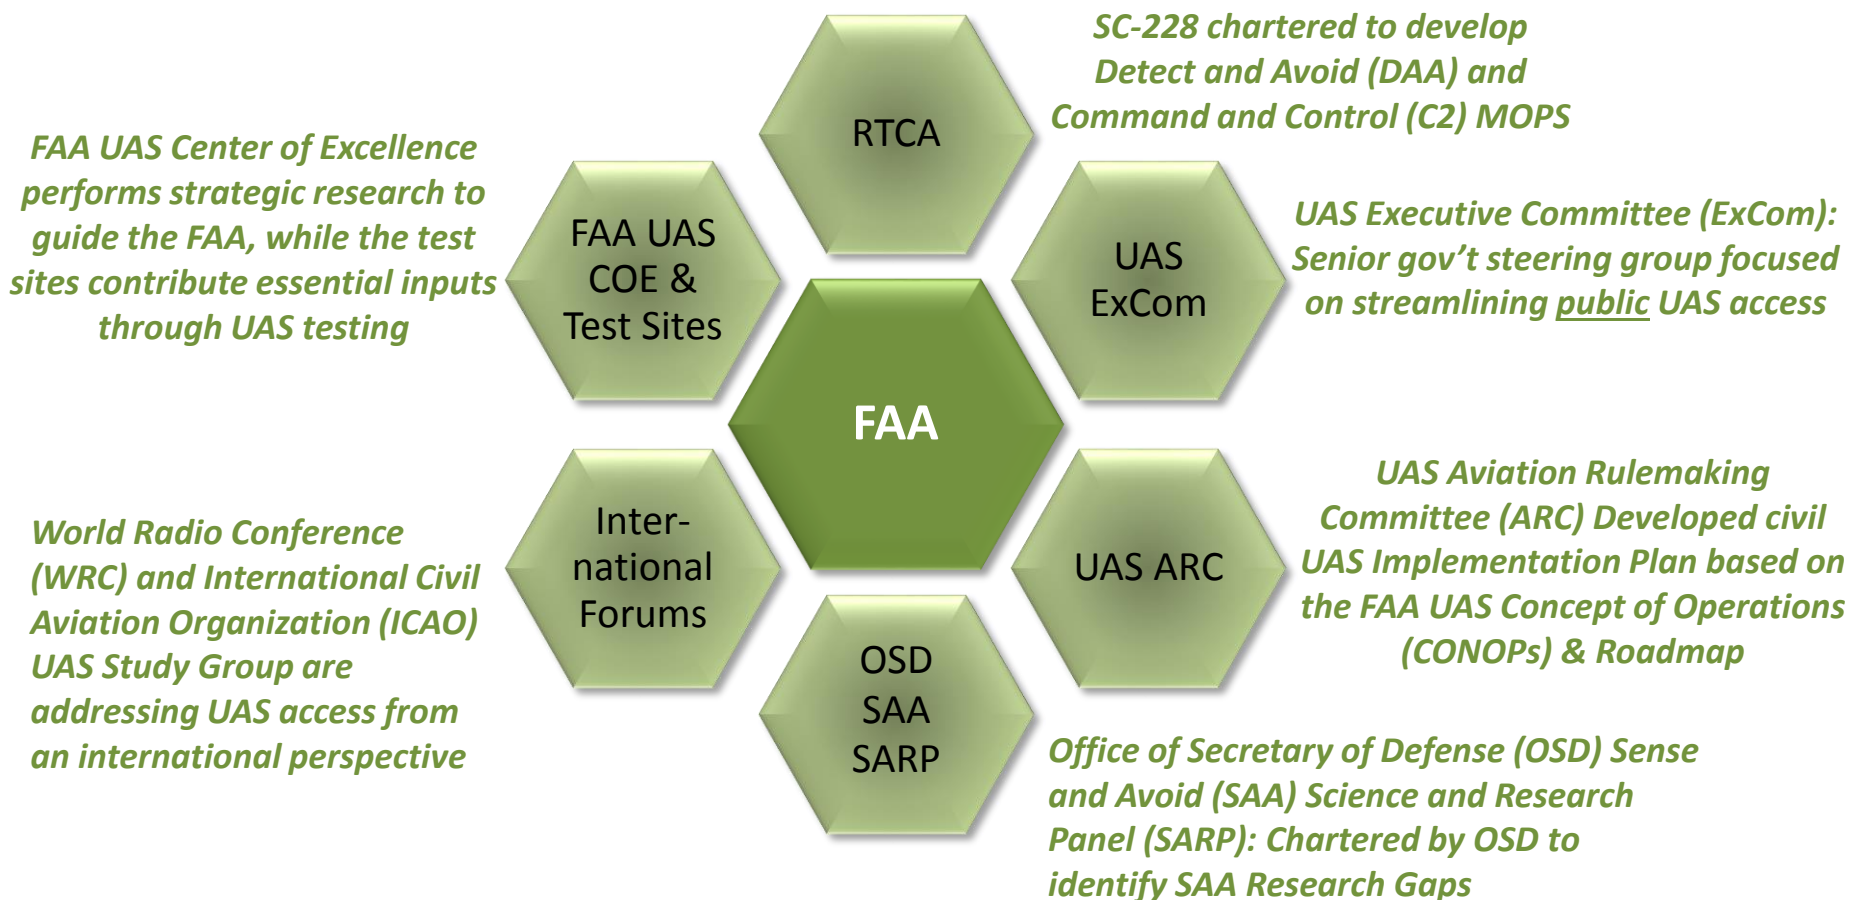 RTCA
SC-228 chartered to develop
Detect and Avoid (DAA) and
Command and Control (C2) MOPS
FAA UAS Center of Excellence
performs strategic research to
guide the FAA, while the test
sites contribute essential inputs
through UAS testing
FAA UAS
COE &
Test Sites
UAS
ExCom
UAS Executive Committee (ExCom):
Senior gov’t steering group focused
on streamlining public UAS access
FAA
World Radio Conference
(WRC) and International Civil
Aviation Organization (ICAO)
UAS Study Group are
addressing UAS access from
an international perspective
Inter-
national
Forums
UAS ARC
UAS Aviation Rulemaking
Committee (ARC) Developed civil
UAS Implementation Plan based on
the FAA UAS Concept of Operations
(CONOPs) & Roadmap
OSD
SAA
SARP
Office of Secretary of Defense (OSD) Sense
and Avoid (SAA) Science and Research
Panel (SARP): Chartered by OSD to
identify SAA Research Gaps